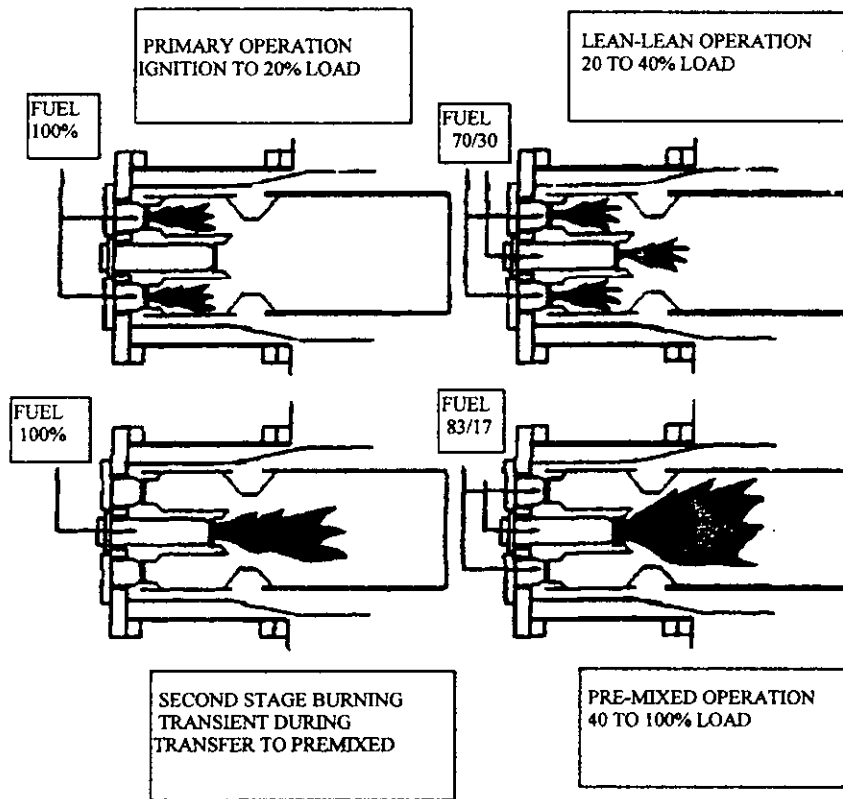 PRIMARY OPERATION
IGNITION TO 20% LOAD
LEAN-LEAN OPERATION
20 TO 40% LOAD
FUEL
100%
FUEL
70/30
FUEL
100%
FUEL
83/17
SECOND STAGE BURNING
TRANSIENT DURING
TRANSFER TO PREMIXED
PRE-MIXED OPERATION
40 TO 100% LOAD